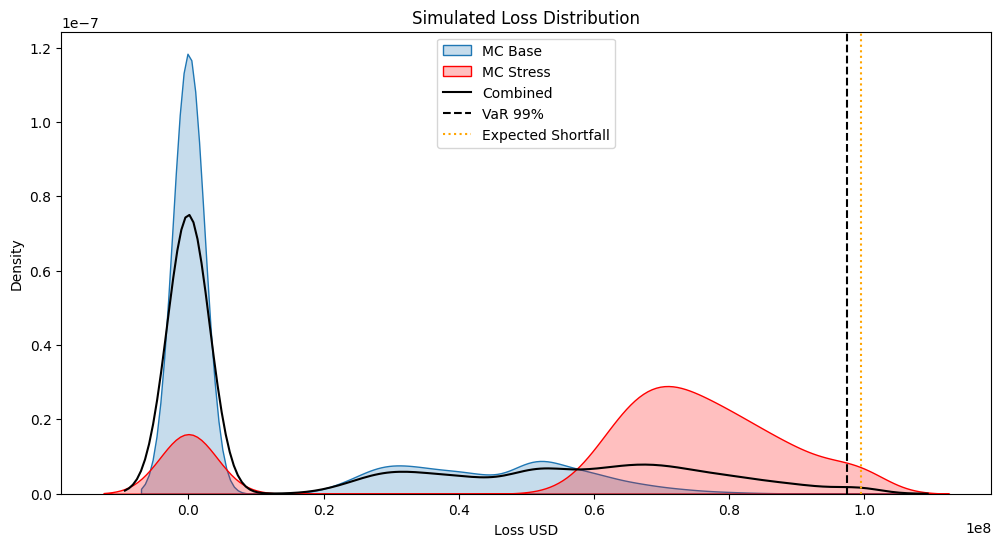 Simulated Loss Distribution
1e−7
MC Base
MC Stress
Combined
VaR 99%
Expected Shortfall
1.2
1.0
0.8
0.6
0.4
0.2
0.0
Density
0.0 0.2 0.4 0.6 0.8 1.0
1e8
Loss USD